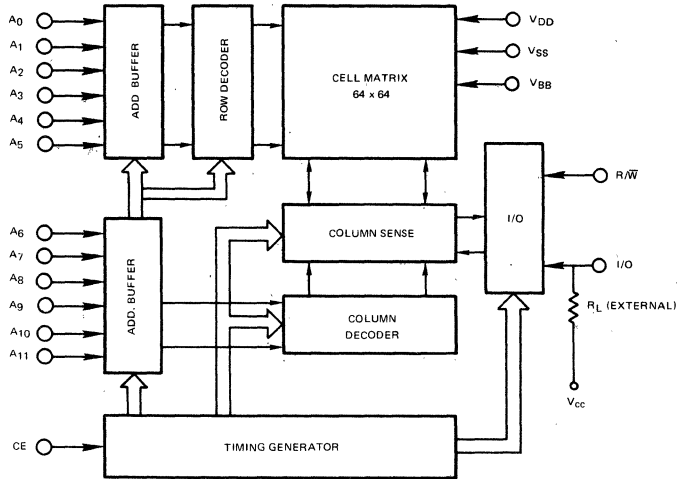 A0
A1
A2
A3
A4
A5
ADD BUFFER
ROW DECODER
CELL MATRIX
64 x 64
VDD
VSS
VBB
R/W̅
I/O
I/O
RL (EXTERNAL)
VCC
A6
A7
A8
A9
A10
A11
ADD. BUFFER
COLUMN SENSE
COLUMN
DECODER
CE
TIMING GENERATOR